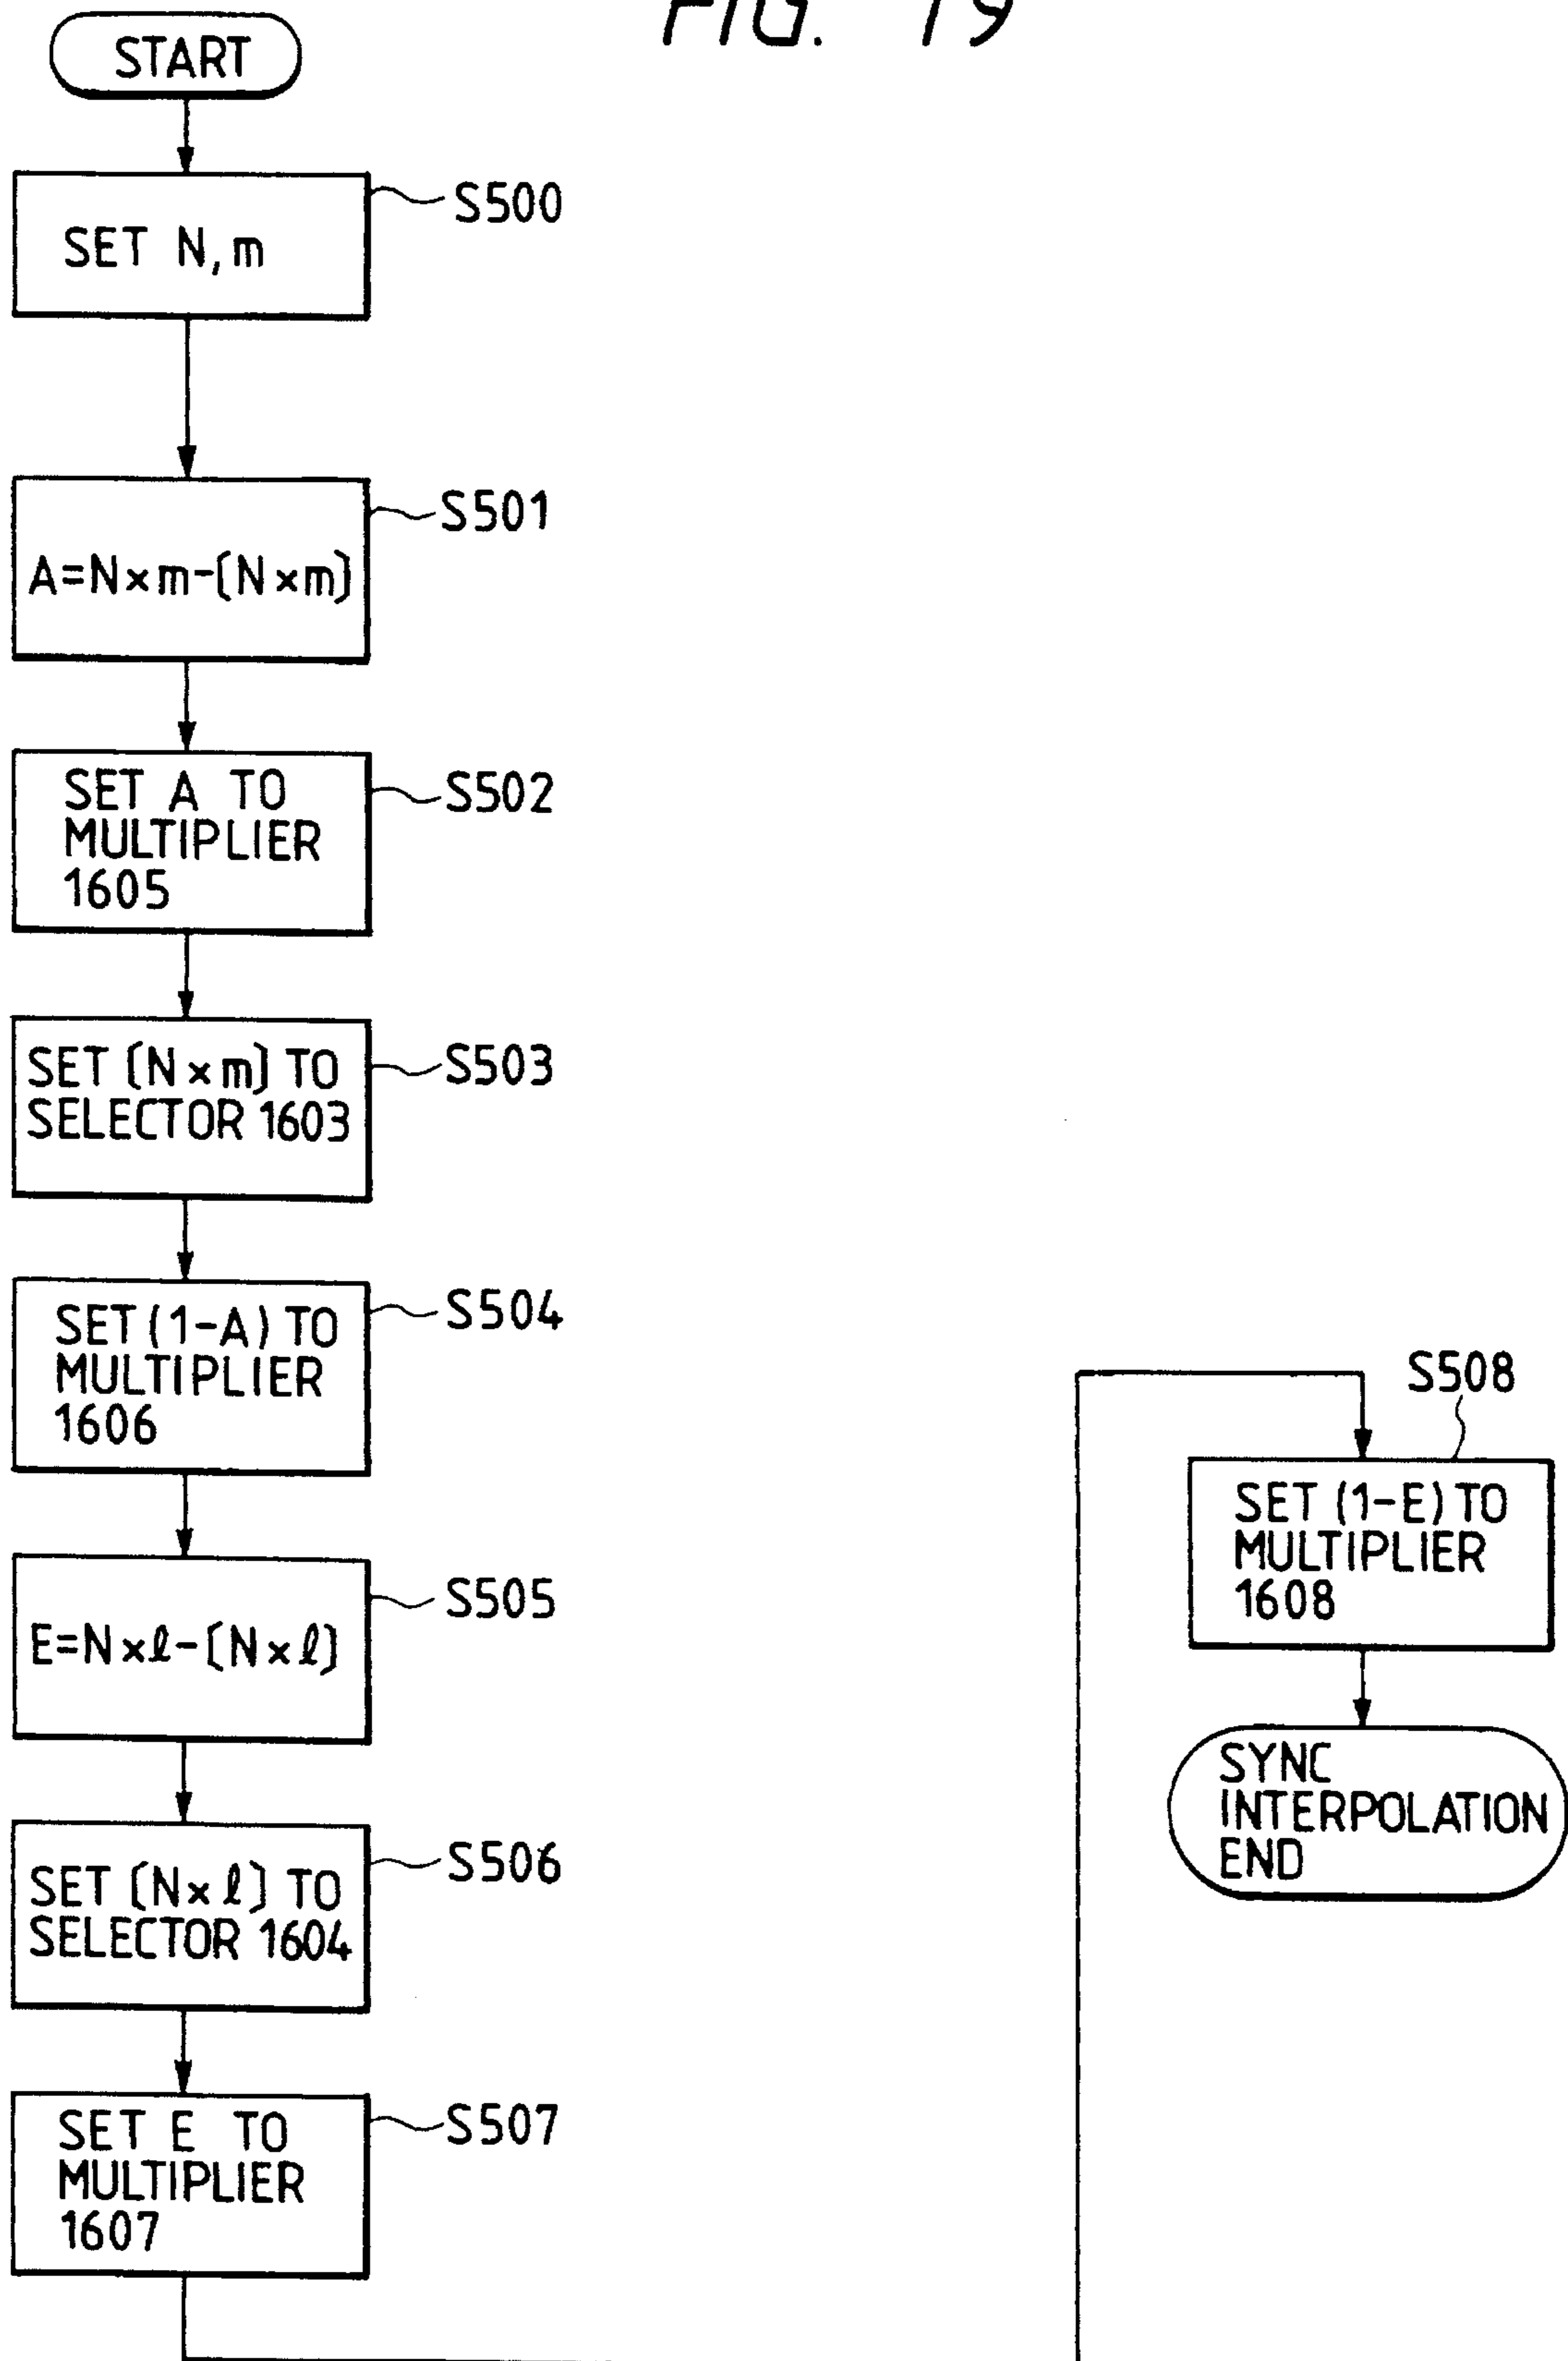 FIG. 19
START
S500
SET N,m
S501
A=N×m-[N×m]
S502
SET A TO
MULTIPLIER
1605
S503
SET [N×m] TO
SELECTOR 1603
S504
SET (1-A) TO
MULTIPLIER
1606
S505
E=N×ℓ-[N×ℓ]
S506
SET [N×ℓ] TO
SELECTOR 1604
S507
SET E TO
MULTIPLIER
1607
S508
SET (1-E) TO
MULTIPLIER
1608
SYNC
INTERPOLATION
END